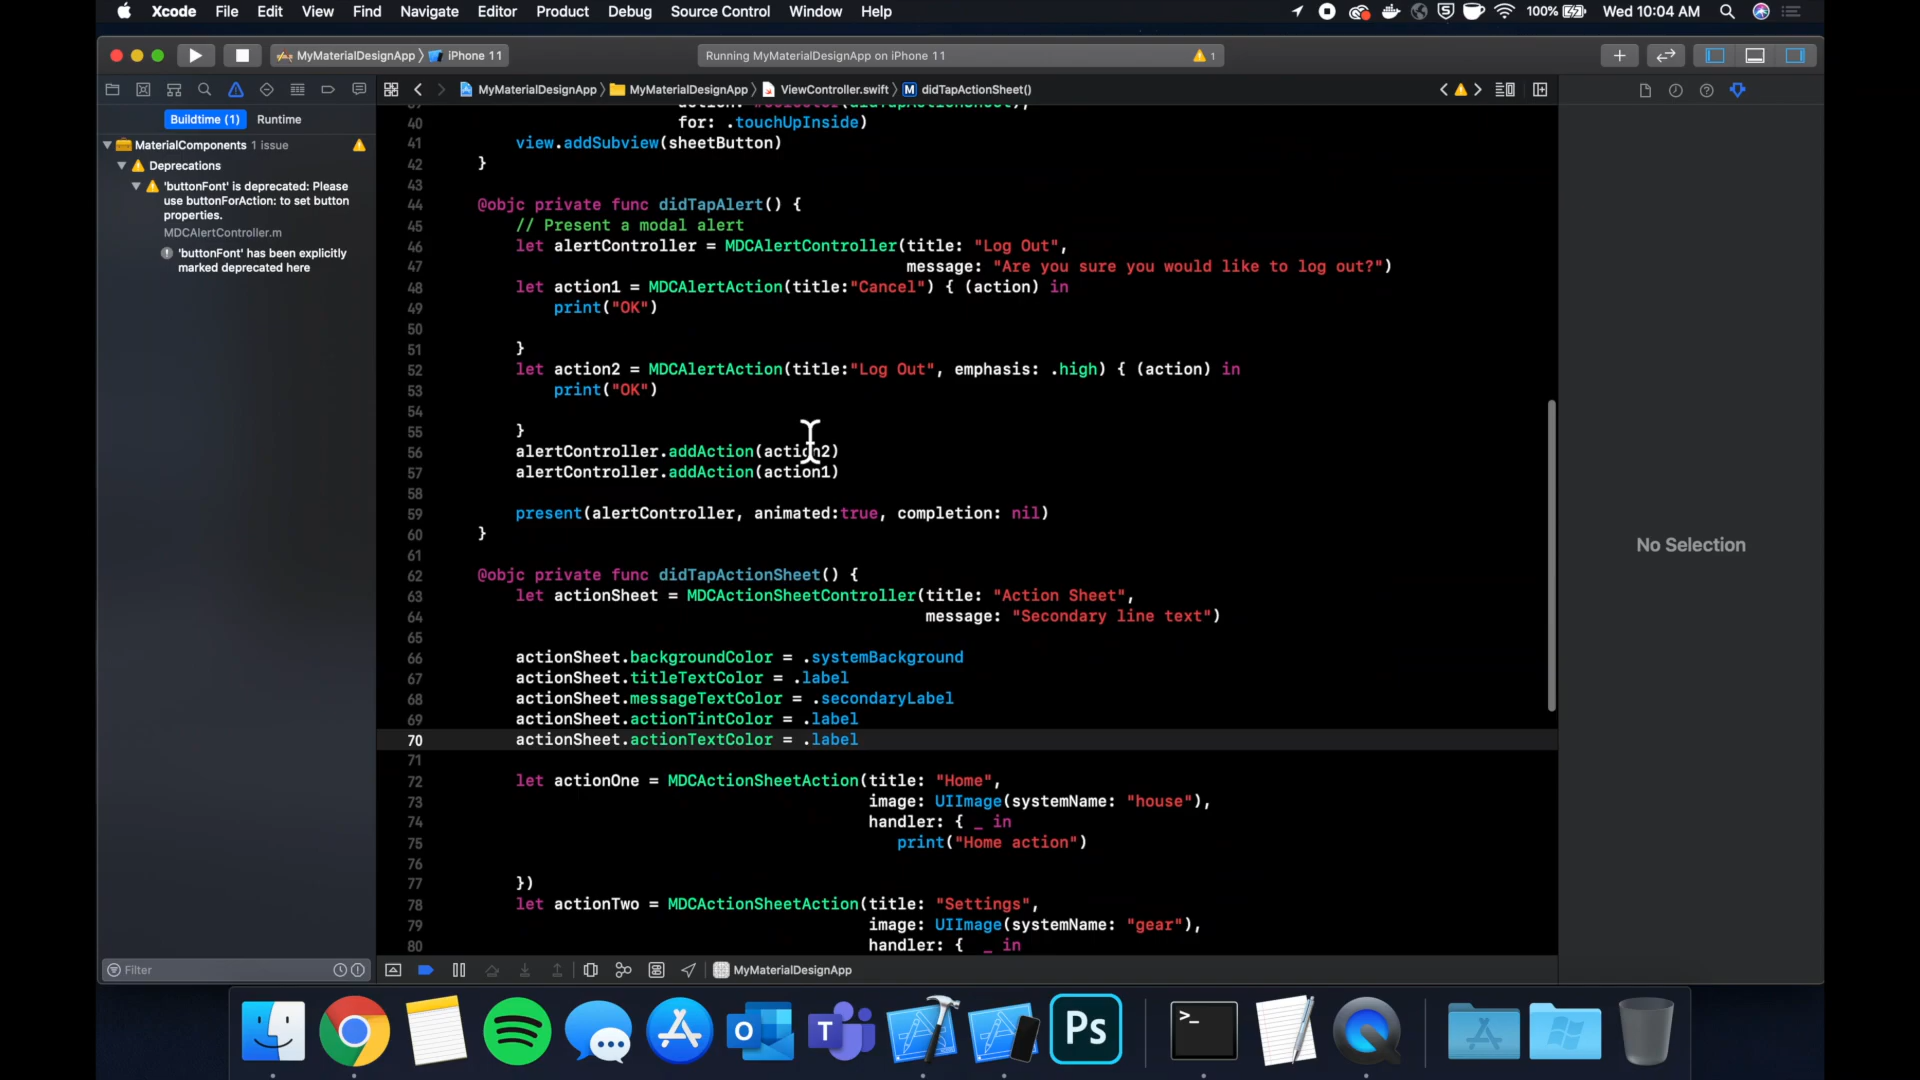 Xcode File Edit View Find Navigate Editor Product Debug Source Control Window Help 100% Wed 10:04 AM
MyMaterialDesignApp iPhone 11 Running MyMaterialDesignApp on iPhone 11 1
MyMaterialDesignApp MyMaterialDesignApp ViewController.swift M didTapActionSheet()
Buildtime (1) Runtime
MaterialComponents 1 issue
Deprecations
'buttonFont' is deprecated: Please
use buttonForAction: to set button
properties.
MDCAlertController.m
'buttonFont' has been explicitly
marked deprecated here
Filter
40 for: .touchUpInside)
41 view.addSubview(sheetButton)
42 }
43
44 @objc private func didTapAlert() {
45 // Present a modal alert
46 let alertController = MDCAlertController(title: "Log Out",
47 message: "Are you sure you would like to log out?")
48 let action1 = MDCAlertAction(title:"Cancel") { (action) in
49 print("OK")
50
51 }
52 let action2 = MDCAlertAction(title:"Log Out", emphasis: .high) { (action) in
53 print("OK")
54
55 }
56 alertController.addAction(action2)
57 alertController.addAction(action1)
58
59 present(alertController, animated:true, completion: nil)
60 }
61
62 @objc private func didTapActionSheet() {
63 let actionSheet = MDCActionSheetController(title: "Action Sheet",
64 message: "Secondary line text")
65
66 actionSheet.backgroundColor = .systemBackground
67 actionSheet.titleTextColor = .label
68 actionSheet.messageTextColor = .secondaryLabel
69 actionSheet.actionTintColor = .label
70 actionSheet.actionTextColor = .label
71
72 let actionOne = MDCActionSheetAction(title: "Home",
73 image: UIImage(systemName: "house"),
74 handler: { _ in
75 print("Home action")
76
77 })
78 let actionTwo = MDCActionSheetAction(title: "Settings",
79 image: UIImage(systemName: "gear"),
80 handler: { _ in
No Selection
MyMaterialDesignApp
Ps